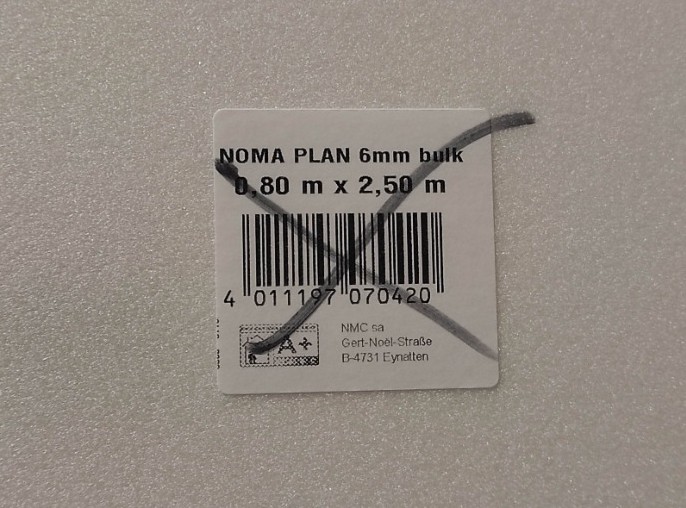 NOMA PLAN 6mm bulk
0,80 m x 2,50 m
4 011197 070420
A+
NMC sa
Gert-Noël-Straße
B-4731 Eynatten